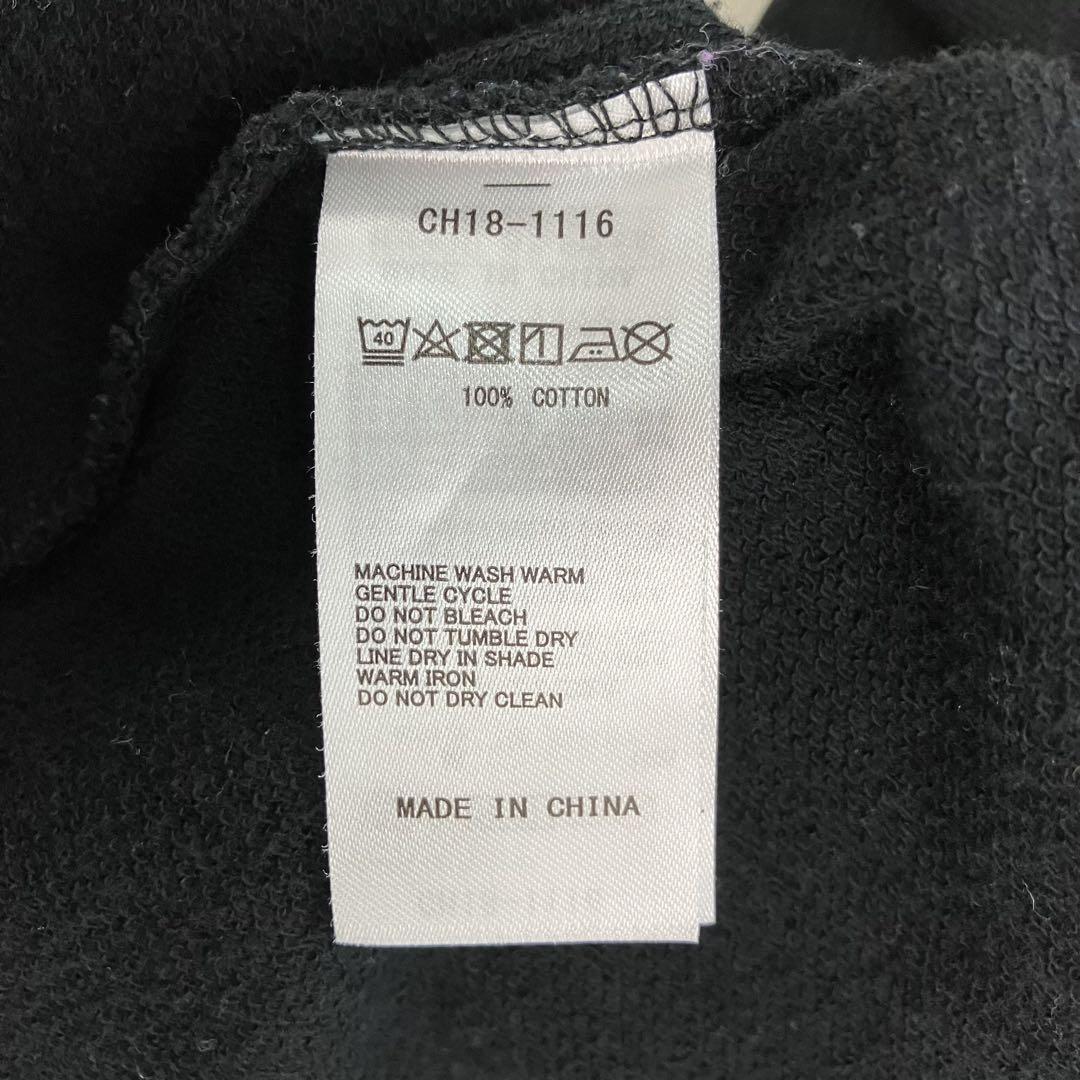 CH18-1116
40
100% COTTON
MACHINE WASH WARM
GENTLE CYCLE
DO NOT BLEACH
DO NOT TUMBLE DRY
LINE DRY IN SHADE
WARM IRON
DO NOT DRY CLEAN
MADE IN CHINA